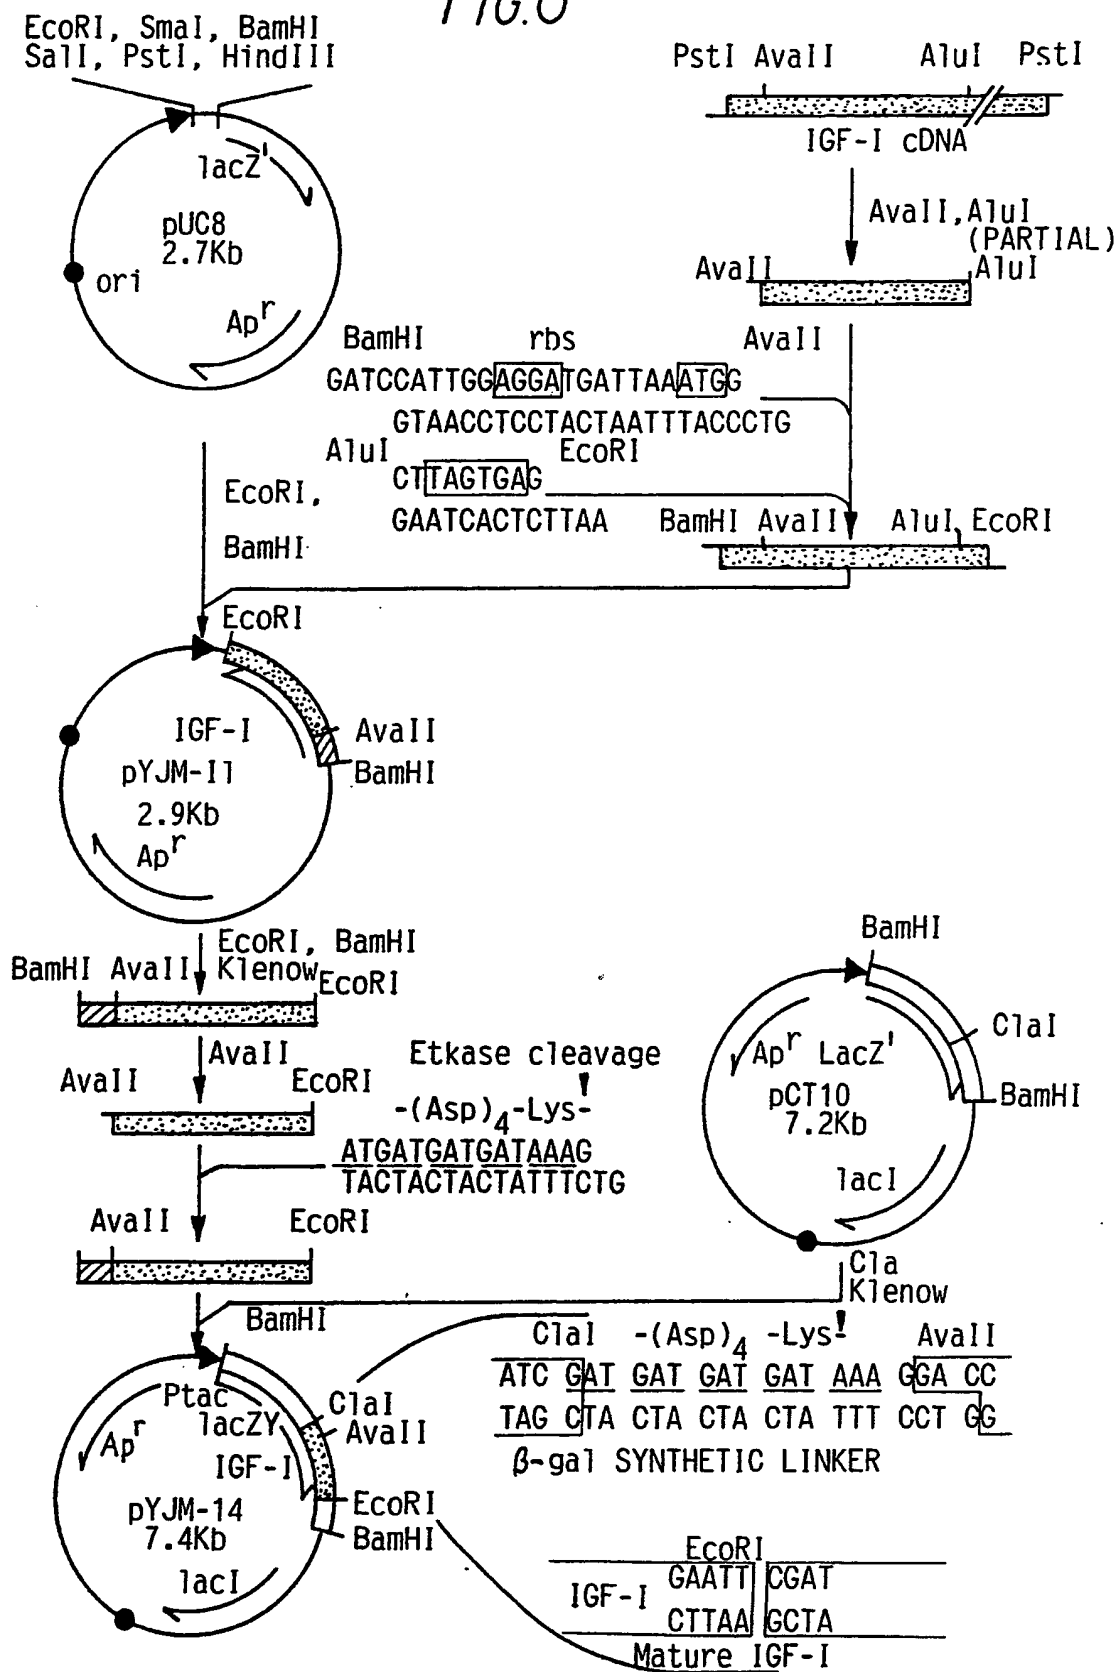 FIG.6
EcoRI, SmaI, BamHI
SalI, PstI, HindIII
lacZ'
pUC8
2.7Kb
ori
Apr
PstI AvaII AluI PstI
IGF-I cDNA
AvaII,AluI
(PARTIAL)
AvaII AluI
BamHI rbs AvaII
GATCCATTGGAGGATGATTAAATGG
GTAACCTCCTACTAATTTACCCTG
AluI EcoRI
CTTAGTGAG
GAATCACTCTTAA
BamHI AvaII AluI EcoRI
EcoRI,
BamHI
EcoRI
IGF-I
AvaII
pYJM-I1
BamHI
2.9Kb
Apr
EcoRI, BamHI
Klenow
BamHI AvaII EcoRI
AvaII
AvaII EcoRI
Etkase cleavage
-(Asp)4-Lys-
ATGATGATGATAAAG
TACTACTACTATTTCTG
AvaII EcoRI
BamHI
ClaI
BamHI
Apr LacZ'
pCT10
7.2Kb
lacI
Cla
Klenow
BamHI
ClaI -(Asp)4 -Lys- AvaII
ATC GAT GAT GAT GAT AAA GGA CC
TAG CTA CTA CTA CTA TTT CCT GG
β-gal SYNTHETIC LINKER
Ptac
lacZY
ClaI
AvaII
Apr
IGF-I
pYJM-14
7.4Kb
EcoRI
BamHI
lacI
EcoRI
IGF-I
GAATT CGAT
CTTAA GCTA
Mature IGF-I